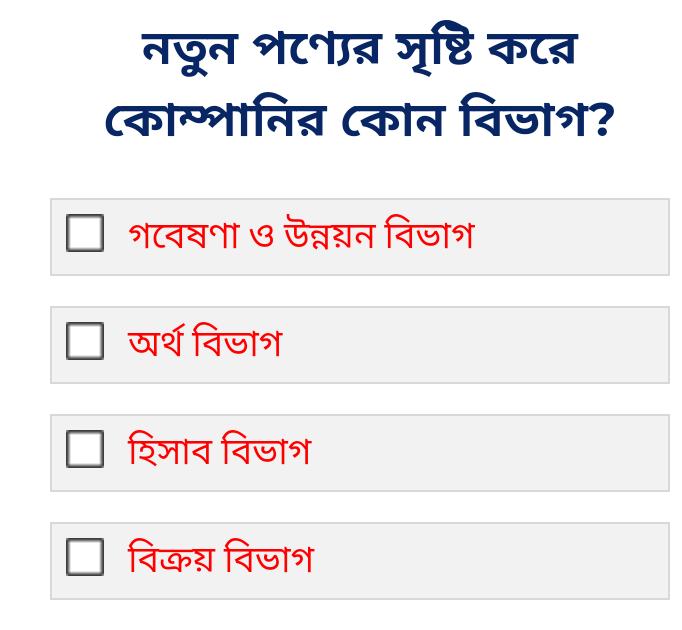 নতুন পণ্যের সৃষ্টি করে
কোম্পানির কোন বিভাগ?
গবেষণা ও উন্নয়ন বিভাগ
অর্থ বিভাগ
হিসাব বিভাগ
বিক্রয় বিভাগ